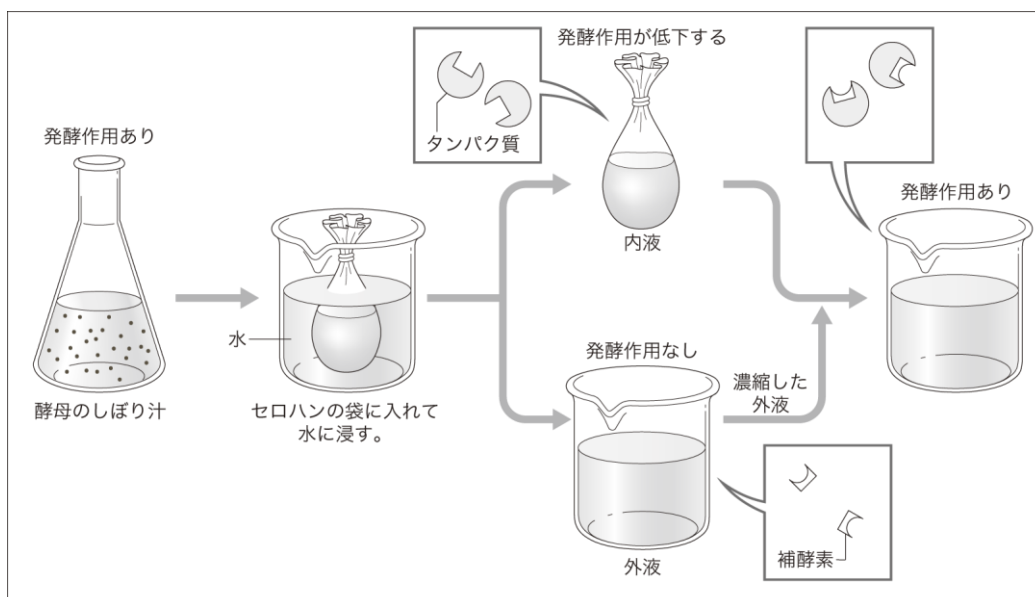 発酵作用あり
酵母のしぼり汁
水
セロハンの袋に入れて
水に浸す。
タンパク質
発酵作用が低下する
内液
発酵作用なし
外液
濃縮した
外液
補酵素
発酵作用あり